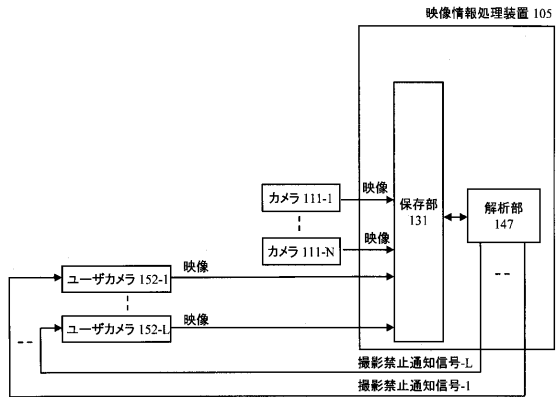 映像情報処理装置 105
カメラ 111-1
映像
保存部
131
解析部
147
カメラ 111-N
映像
ユーザカメラ 152-1
映像
ユーザカメラ 152-L
映像
撮影禁止通知信号-L
撮影禁止通知信号-1